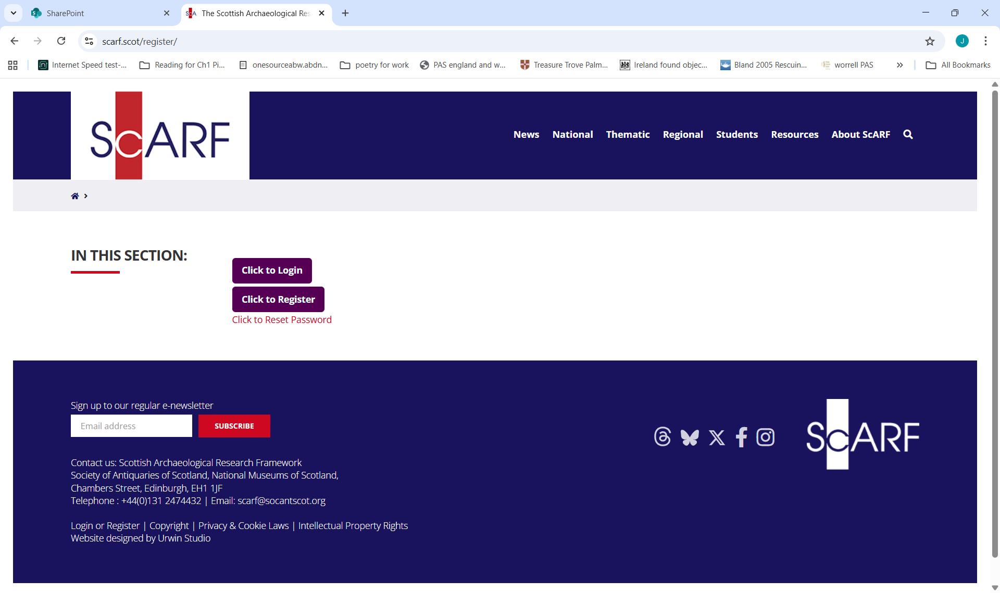 SharePoint
The Scottish Archaeological Res
scarf.scot/register/
J
Internet Speed test-...
Reading for Ch1 Pi...
onesourceabw.abdn...
poetry for work
PAS england and w...
Treasure Trove Palm...
Ireland found objec...
Bland 2005 Rescuin...
worrell PAS
All Bookmarks
ScARF
News National Thematic Regional Students Resources About ScARF
IN THIS SECTION:
Click to Login
Click to Register
Click to Reset Password
Sign up to our regular e-newsletter
Email address
SUBSCRIBE
ScARF
Contact us: Scottish Archaeological Research Framework
Society of Antiquaries of Scotland, National Museums of Scotland,
Chambers Street, Edinburgh, EH1 1JF
Telephone : +44(0)131 2474432 | Email: scarf@socantscot.org
Login or Register | Copyright | Privacy & Cookie Laws | Intellectual Property Rights
Website designed by Urwin Studio